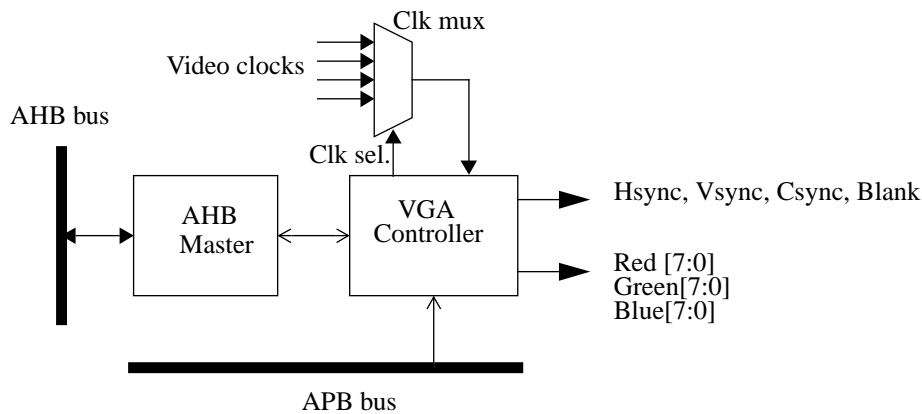 Clk mux
Video clocks
AHB bus
Clk sel.
AHB
Master
VGA
Controller
Hsync, Vsync, Csync, Blank
Red [7:0]
Green[7:0]
Blue[7:0]
APB bus